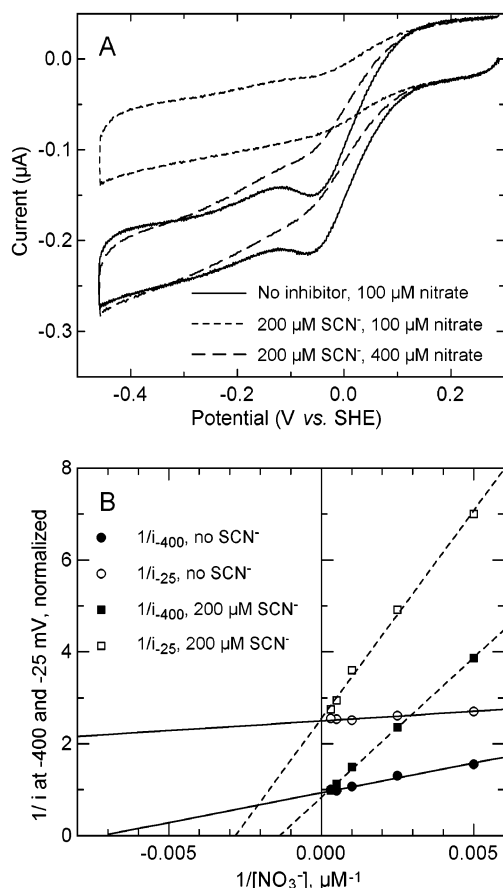 A
0.0
-0.1
-0.2
-0.3
Current (µA)
No inhibitor, 100 µM nitrate
200 µM SCN⁻, 100 µM nitrate
200 µM SCN⁻, 400 µM nitrate
-0.4 -0.2 0.0 0.2
Potential (V vs. SHE)
B
8
6
4
2
0
1/ i at -400 and -25 mV, normalized
1/i₋₄₀₀, no SCN⁻
1/i₋₂₅, no SCN⁻
1/i₋₄₀₀, 200 µM SCN⁻
1/i₋₂₅, 200 µM SCN⁻
-0.005 0.000 0.005
1/[NO₃⁻], µM⁻¹